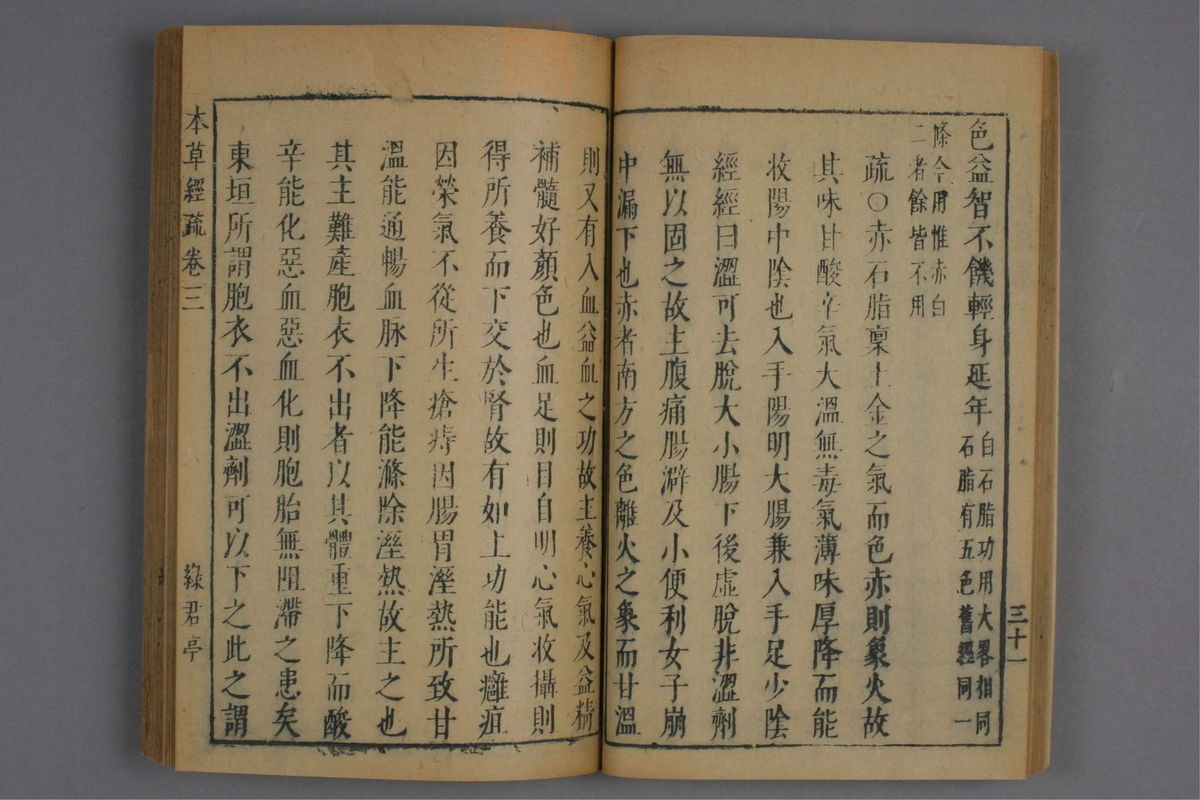 色益智不饑輕身延年白石脂功用大畧相同石脂有五色舊經同一
條今用惟赤白二者餘皆不用
疏○赤石脂稟土金之氣而色赤則象火故
其味甘酸辛氣大溫無毒氣薄味厚降而能
收陽中陰也入手陽明大腸兼入手足少陰
經經曰澀可去脫大小腸下後虛脫非澀劑
無以固之故主腹痛腸澼及小便利女子崩
中漏下也赤者南方之色離火之象而甘溫
三十一
則又有入血益血之功故主養心氣及益精
補髓好顏色也血足則目自明心氣收攝則
得所養而下交於腎故有如上功能也癰疽
因榮氣不從所生瘡痔因腸胃溼熱所致甘
溫能通暢血脉下降能滌除溼熱故主之也
其主難產胞衣不出者以其體重下降而酸
辛能化惡血惡血化則胞胎無阻滯之患矣
東垣所謂胞衣不出澀劑可以下之此之謂
本草經疏 卷三 綠君亭